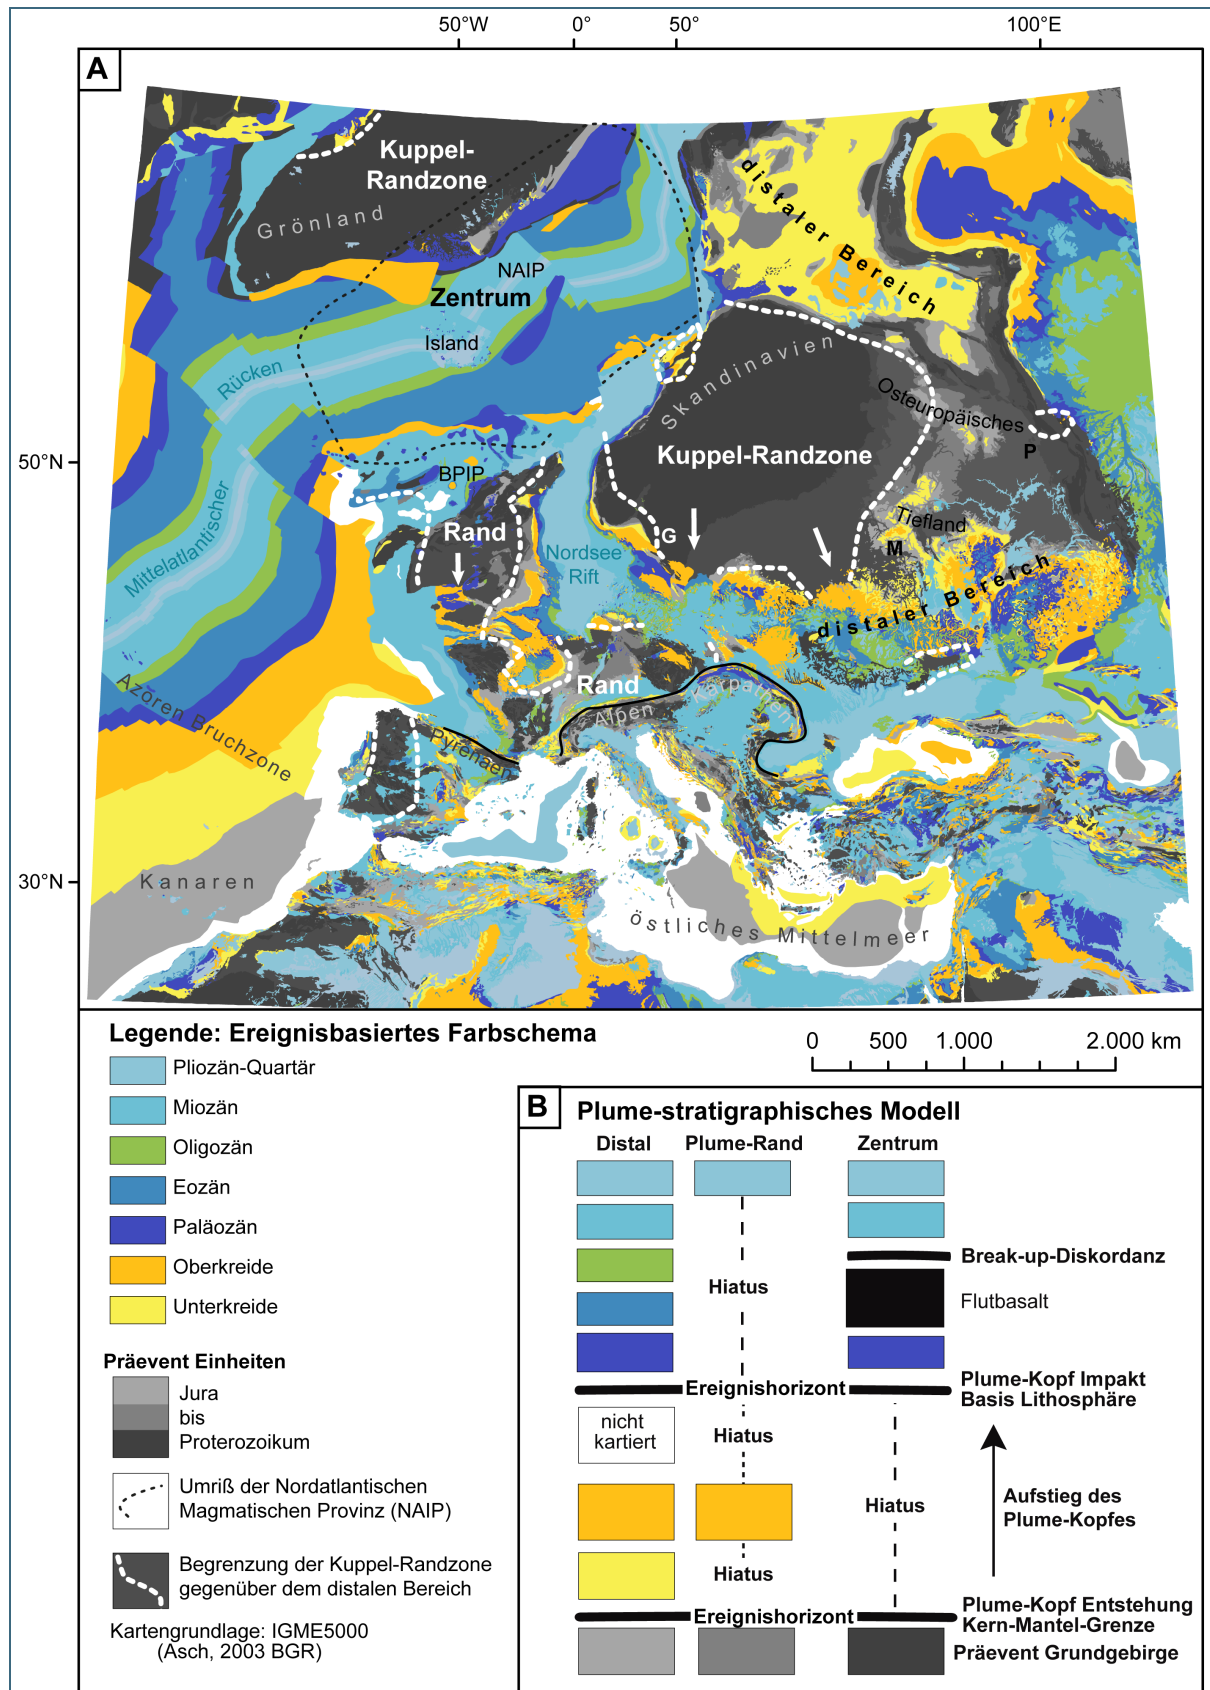 50°W
0°
50°
100°E
A
Kuppel-
Randzone
Grönland
distaler Bereich
NAIP
Zentrum
Island
Rücken
Skandinavien
Osteuropäisches
P
50°N
Kuppel-Randzone
BPIP
Mittelatlantischer
Rand
G
Tiefland
M
Nordsee
Rift
distaler Bereich
Azoren Bruchzone
Rand
Karpathen
Alpen
Pyrenäen
30°N
Kanaren
östliches Mittelmeer
Legende: Ereignisbasiertes Farbschema
Pliozän-Quartär
Miozän
Oligozän
Eozän
Paläozän
Oberkreide
Unterkreide
Präevent Einheiten
Jura
bis
Proterozoikum
Umriß der Nordatlantischen
Magmatischen Provinz (NAIP)
Begrenzung der Kuppel-Randzone
gegenüber dem distalen Bereich
Kartengrundlage: IGME5000
(Asch, 2003 BGR)
0 500 1.000 2.000 km
B
Plume-stratigraphisches Modell
Distal Plume-Rand Zentrum
Break-up-Diskordanz
Hiatus
Flutbasalt
Ereignishorizont
Plume-Kopf Impakt
Basis Lithosphäre
nicht
kartiert
Hiatus
Hiatus
Aufstieg des
Plume-Kopfes
Hiatus
Ereignishorizont
Plume-Kopf Entstehung
Kern-Mantel-Grenze
Präevent Grundgebirge